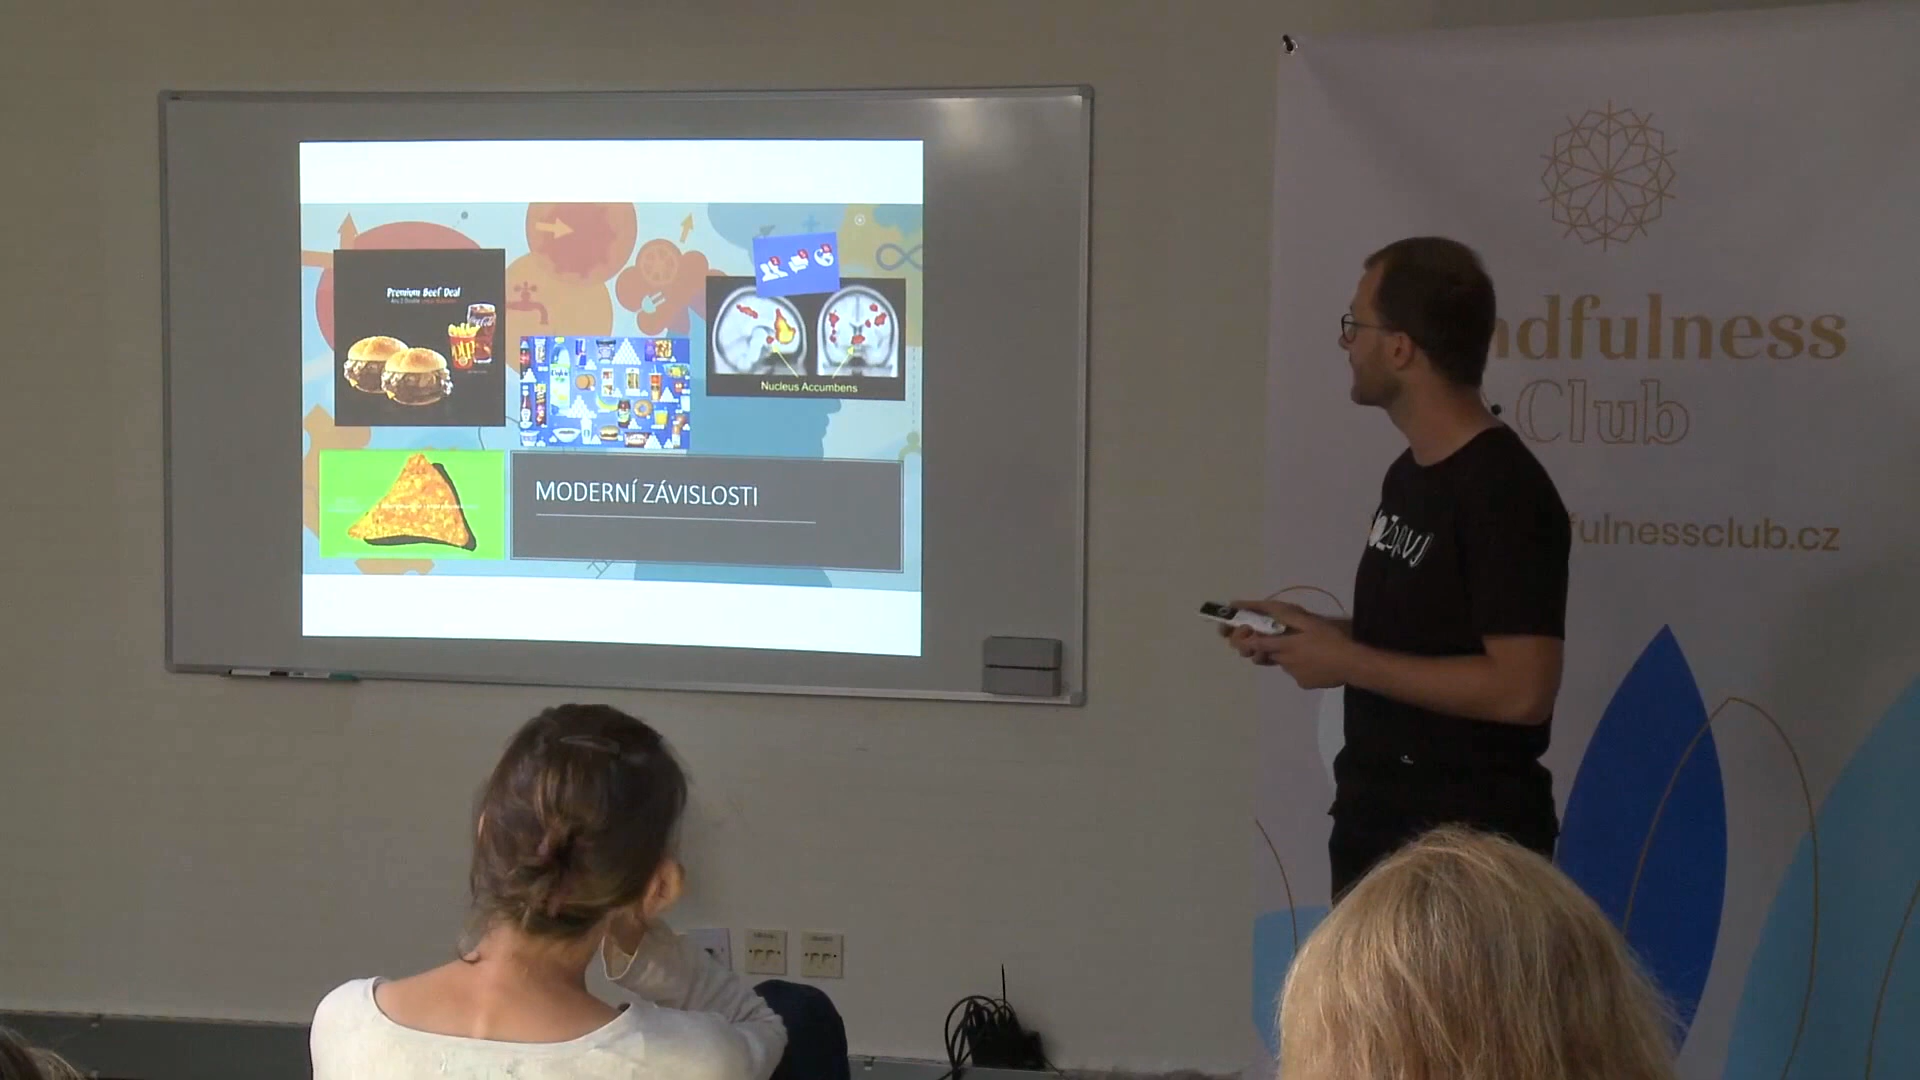 Premium Beef Deal
Nucleus Accumbens
MODERNÍ ZÁVISLOSTI
ndfulness
Club
fulnessclub.cz